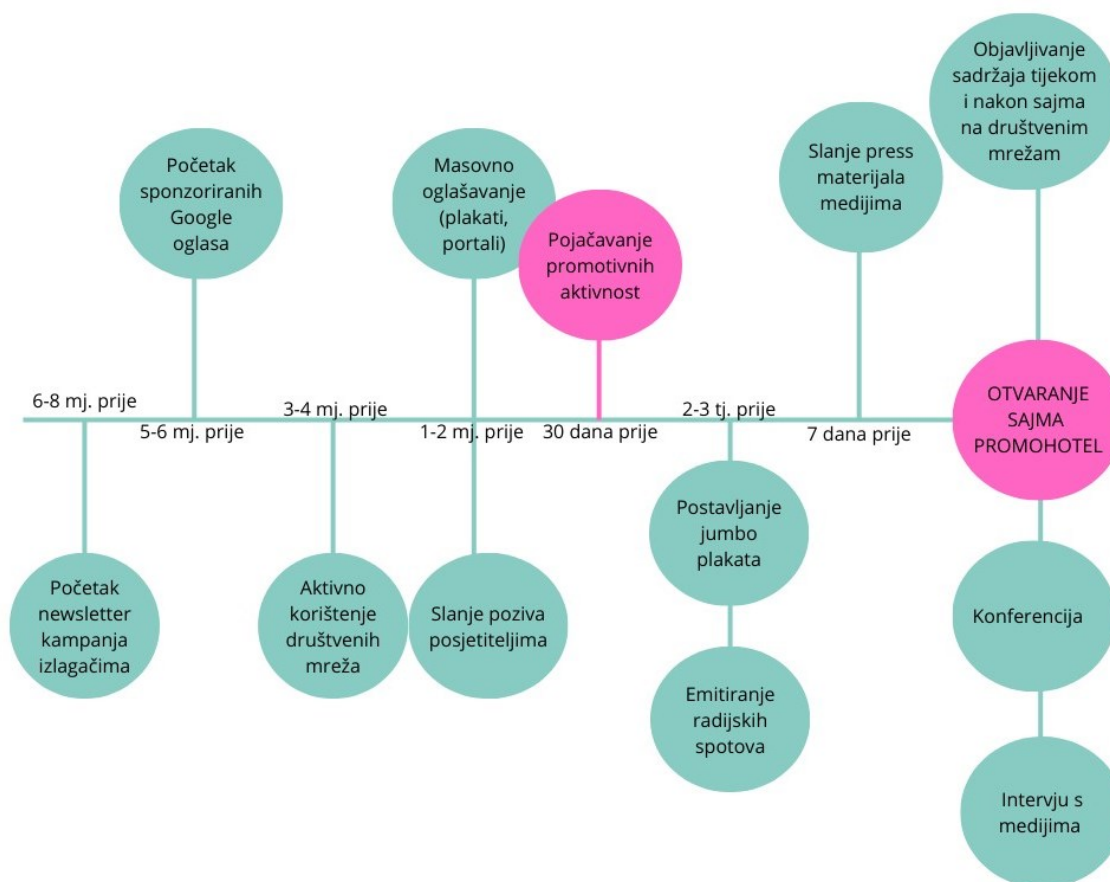 Objavljivanje
sadržaja tijekom
i nakon sajma
na društvenim
mrežam
Početak
sponzoriranih
Google
oglasa
Masovno
oglašavanje
(plakati,
portali)
Pojačavanje
promotivnih
aktivnost
Slanje press
materijala
medijima
6-8 mj. prije
5-6 mj. prije
3-4 mj. prije
1-2 mj. prije
30 dana prije
2-3 tj. prije
7 dana prije
OTVARANJE
SAJMA
PROMOHOTEL
Početak
newsletter
kampanja
izlagačima
Aktivno
korištenje
društvenih
mreža
Slanje poziva
posjetiteljima
Postavljanje
jumbo
plakata
Emitiranje
radijskih
spotova
Konferencija
Intervju s
medijima